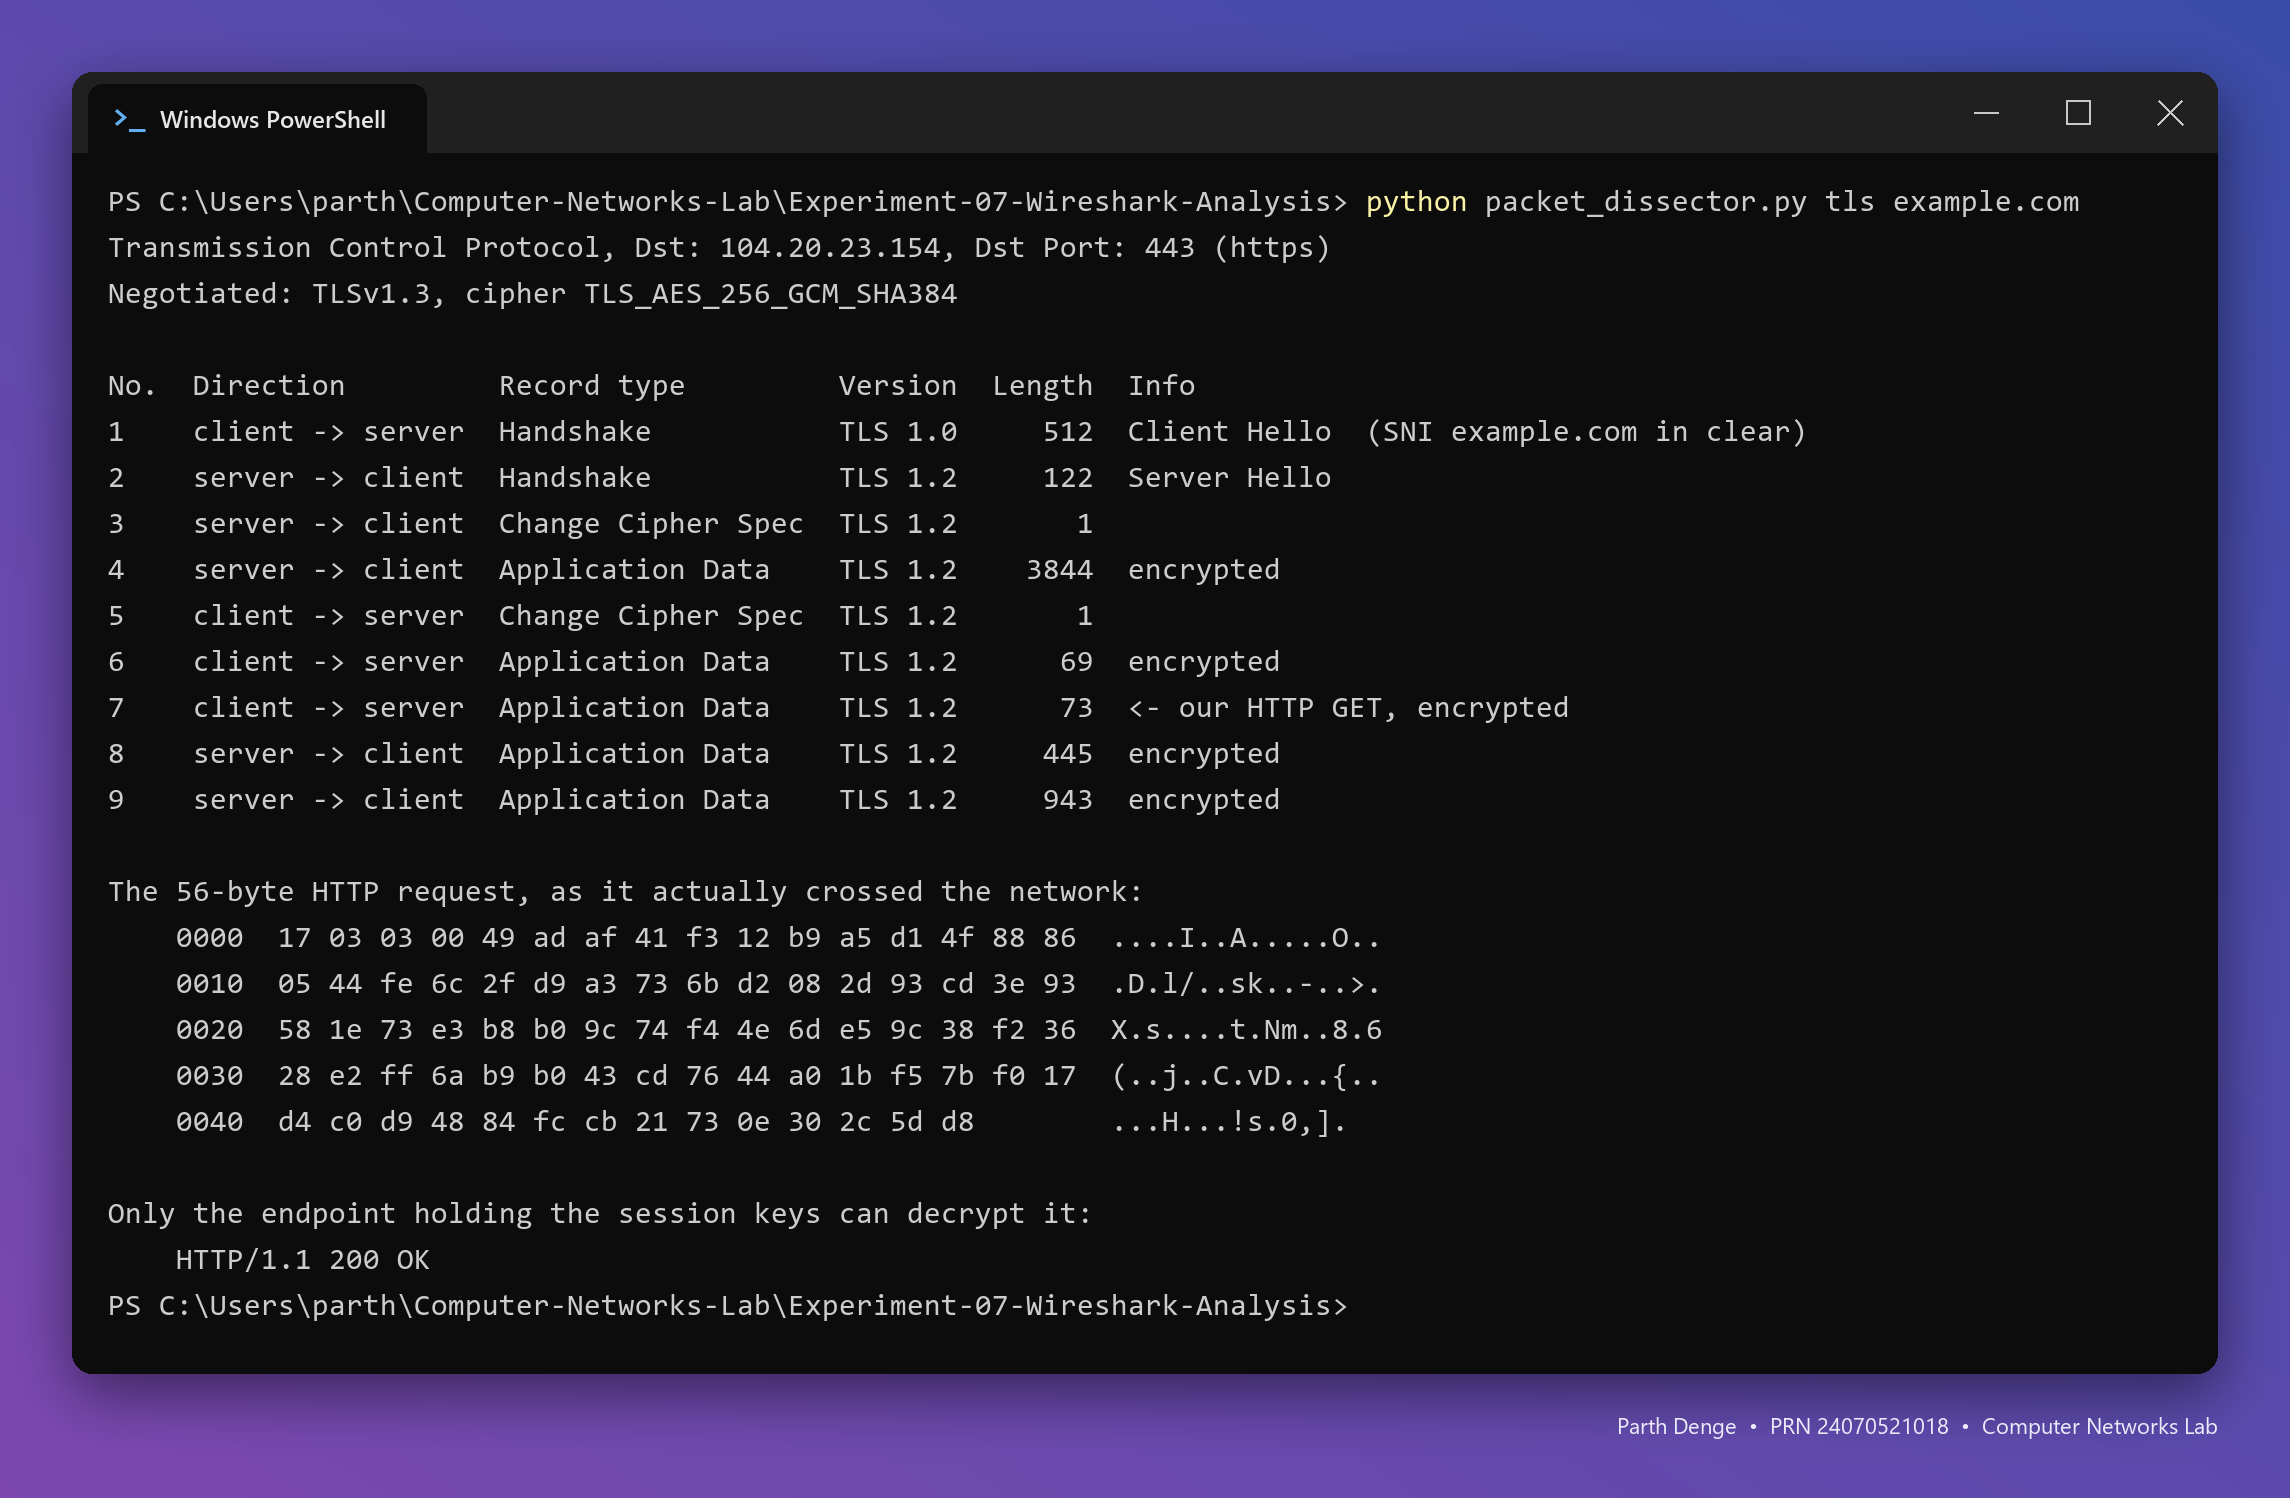 Windows PowerShell
PS C:\Users\parth\Computer-Networks-Lab\Experiment-07-Wireshark-Analysis> python packet_dissector.py tls example.com
Transmission Control Protocol, Dst: 104.20.23.154, Dst Port: 443 (https)
Negotiated: TLSv1.3, cipher TLS_AES_256_GCM_SHA384
No.  Direction         Record type         Version  Length  Info
1    client -> server  Handshake           TLS 1.0     512  Client Hello  (SNI example.com in clear)
2    server -> client  Handshake           TLS 1.2     122  Server Hello
3    server -> client  Change Cipher Spec  TLS 1.2       1
4    server -> client  Application Data    TLS 1.2    3844  encrypted
5    client -> server  Change Cipher Spec  TLS 1.2       1
6    client -> server  Application Data    TLS 1.2      69  encrypted
7    client -> server  Application Data    TLS 1.2      73  <- our HTTP GET, encrypted
8    server -> client  Application Data    TLS 1.2     445  encrypted
9    server -> client  Application Data    TLS 1.2     943  encrypted
The 56-byte HTTP request, as it actually crossed the network:
0000  17 03 03 00 49 ad af 41 f3 12 b9 a5 d1 4f 88 86  ....I..A.....O..
0010  05 44 fe 6c 2f d9 a3 73 6b d2 08 2d 93 cd 3e 93  .D.l/..sk..-..>.
0020  58 1e 73 e3 b8 b0 9c 74 f4 4e 6d e5 9c 38 f2 36  X.s....t.Nm..8.6
0030  28 e2 ff 6a b9 b0 43 cd 76 44 a0 1b f5 7b f0 17  (..j..C.vD...{..
0040  d4 c0 d9 48 84 fc cb 21 73 0e 30 2c 5d d8        ...H...!s.0,].
Only the endpoint holding the session keys can decrypt it:
HTTP/1.1 200 OK
PS C:\Users\parth\Computer-Networks-Lab\Experiment-07-Wireshark-Analysis>
Parth Denge • PRN 24070521018 • Computer Networks Lab